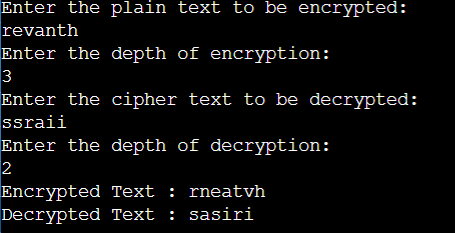 Enter the plain text to be encrypted:
revanth
Enter the depth of encryption:
3
Enter the cipher text to be decrypted:
ssraii
Enter the depth of decryption:
2
Encrypted Text : rneatvh
Decrypted Text : sasiri